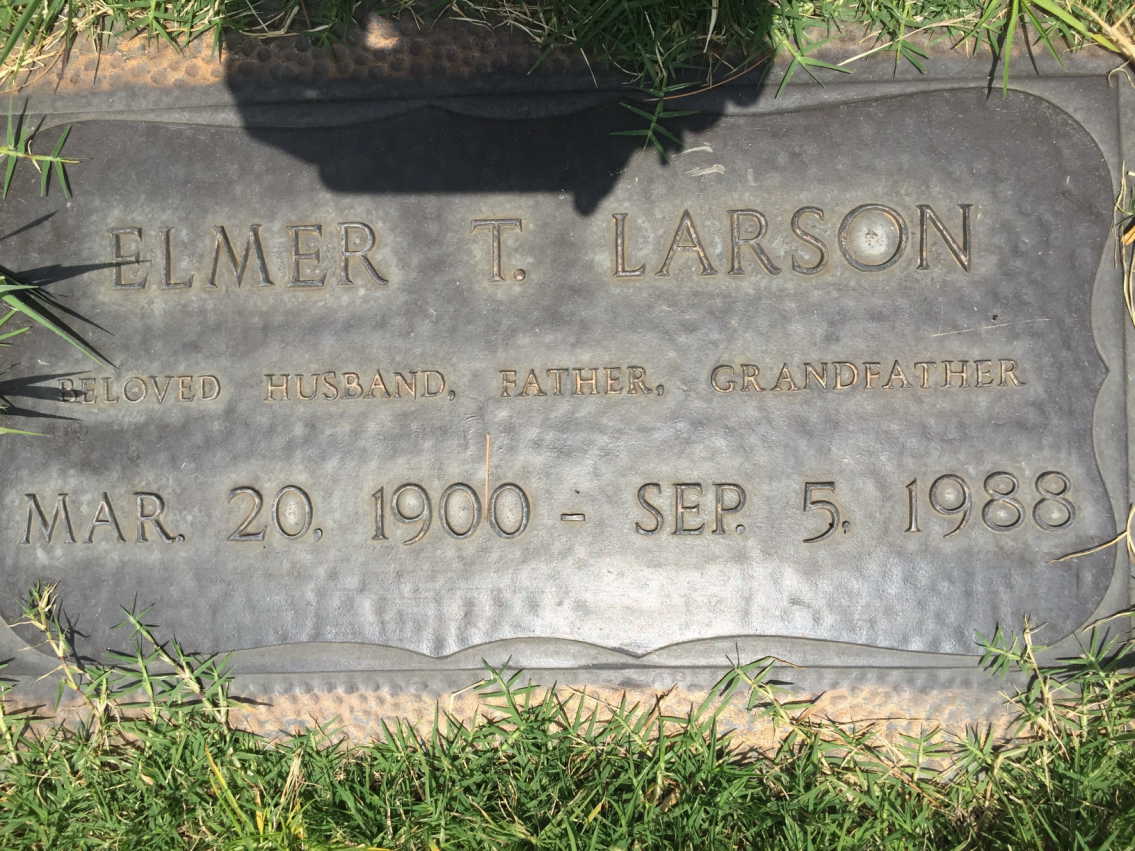 ELMER T. LARSON
BELOVED HUSBAND, FATHER, GRANDFATHER
MAR. 20, 1900 - SEP. 5, 1988